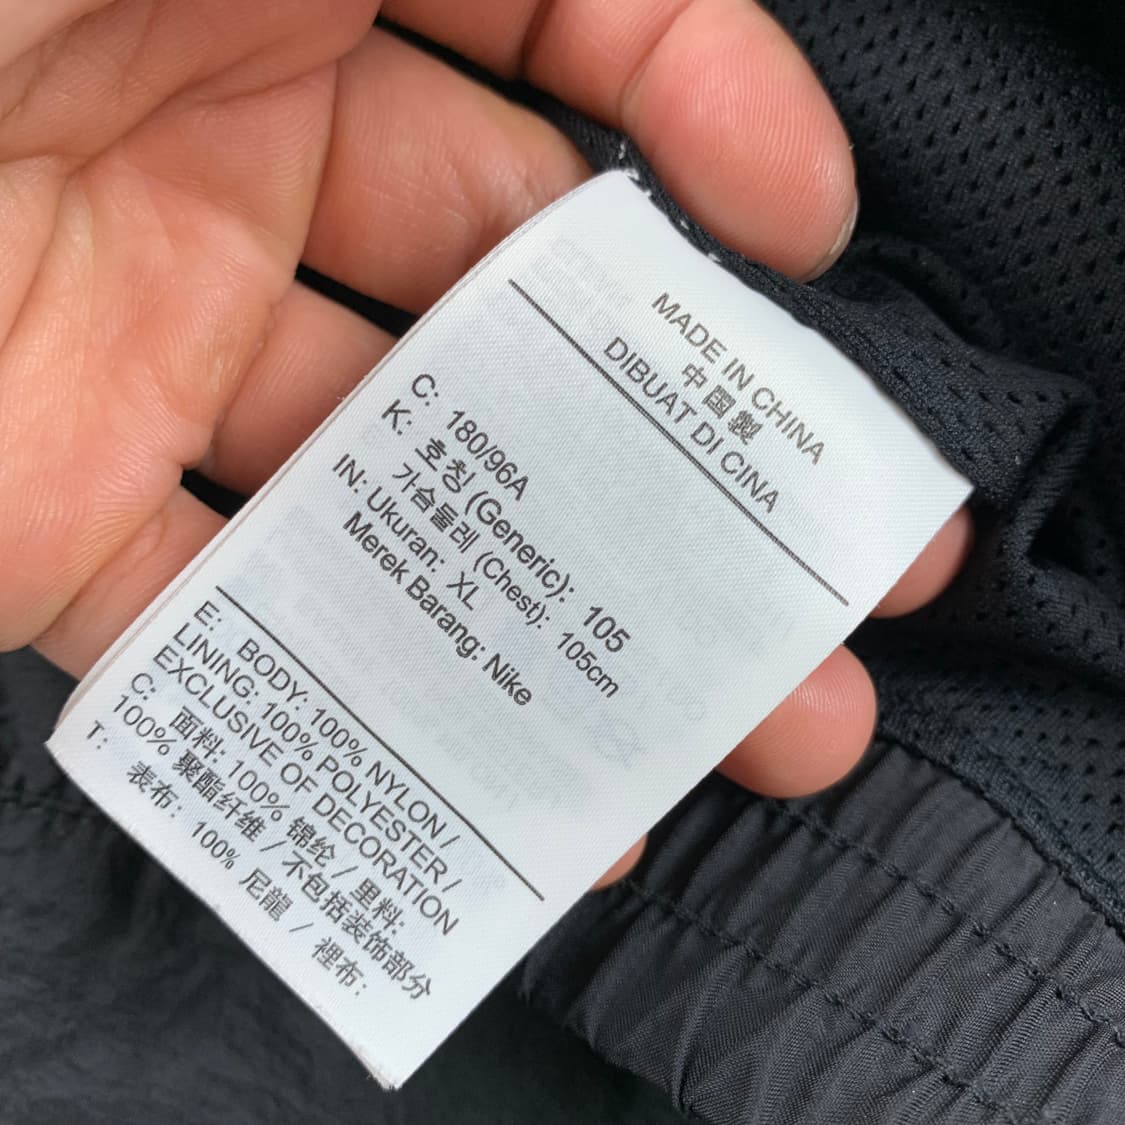 MADE IN CHINA
中国製
DIBUAT DI CINA
C: 180/96A
K: 호칭 (Generic): 105
가슴둘레 (Chest): 105cm
IN: Ukuran: XL
Merek Barang: Nike
E: BODY: 100% NYLON /
LINING: 100% POLYESTER /
EXCLUSIVE OF DECORATION
C: 面料: 100% 锦纶 / 里料:
100% 聚酯纤维 / 不包括装饰部分
T: 表布: 100% 尼龍 / 裡布: